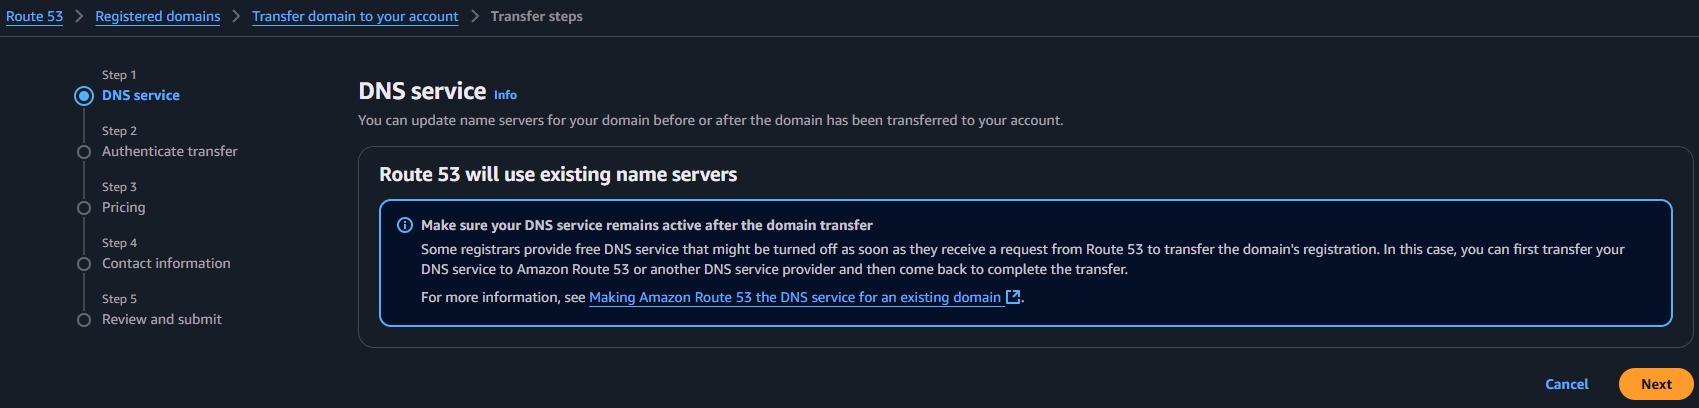 Route 53 > Registered domains > Transfer domain to your account > Transfer steps
Step 1
DNS service
Step 2
Authenticate transfer
Step 3
Pricing
Step 4
Contact information
Step 5
Review and submit
DNS service Info
You can update name servers for your domain before or after the domain has been transferred to your account.
Route 53 will use existing name servers
Make sure your DNS service remains active after the domain transfer
Some registrars provide free DNS service that might be turned off as soon as they receive a request from Route 53 to transfer the domain's registration. In this case, you can first transfer your
DNS service to Amazon Route 53 or another DNS service provider and then come back to complete the transfer.
For more information, see Making Amazon Route 53 the DNS service for an existing domain.
Cancel Next